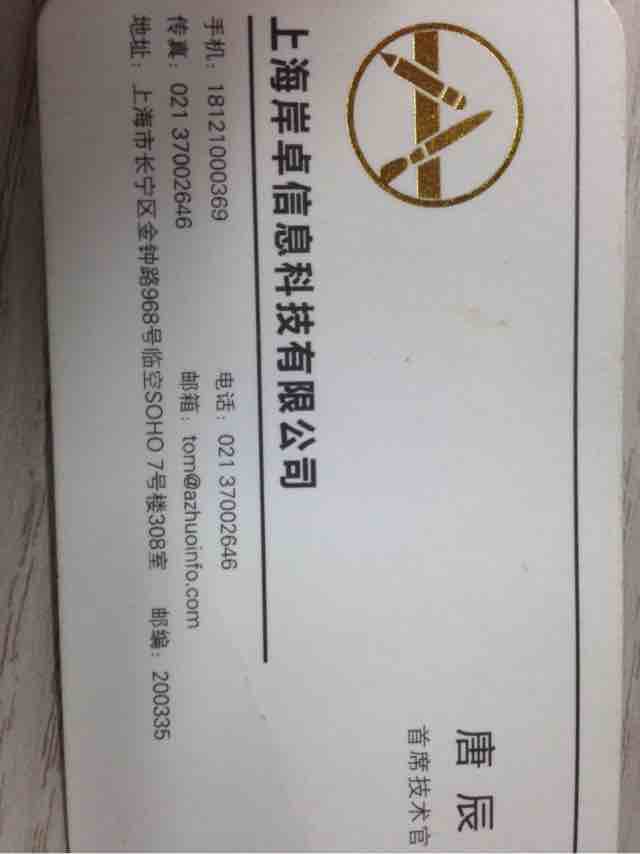 唐 辰
首席技术官
上海岸卓信息科技有限公司
手机：18121000369 电话：021 37002646
传真：021 37002646 邮箱：tom@azhuoinfo.com
地址：上海市长宁区金钟路968号临空SOHO 7号楼308室 邮编：200335